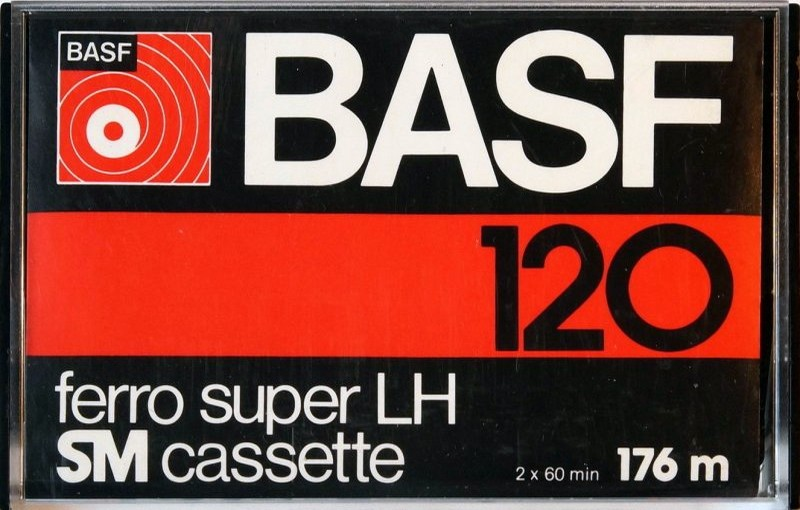 BASF
BASF
120
ferro super LH
SM cassette
2 x 60 min 176 m